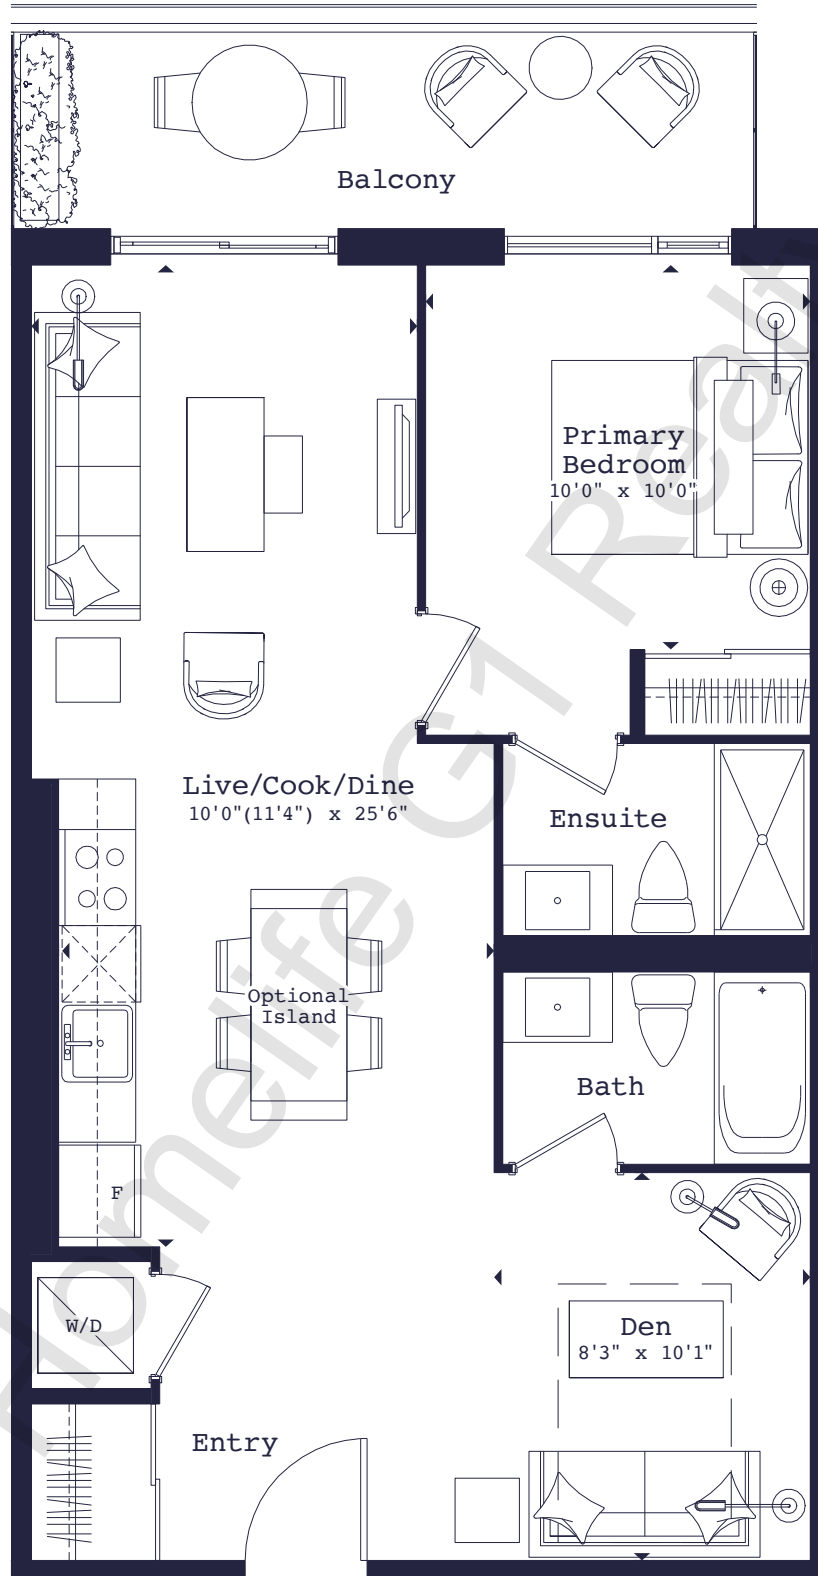 Balcony
Primary
Bedroom
10'0" x 10'0"
Live/Cook/Dine
10'0"(11'4") x 25'6"
Ensuite
Optional
Island
Bath
F
W/D
Den
8'3" x 10'1"
Entry
Homelife G1 Realty